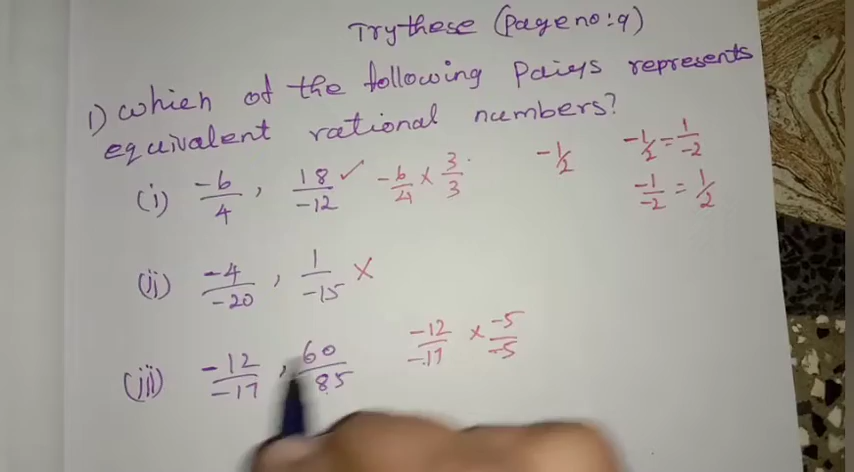 Try these (Page no: 9)
1) which of the following Pairs represents
equivalent rational numbers?
(i) -6/4 , 18/-12 ✓ -6/4 × 3/3 -1/2 -1/2 = 1/-2
-1/-2 = 1/2
(ii) -4/-20 , 1/-15 ×
(iii) -12/-17 , 60/85 -12/-17 × -5/-5